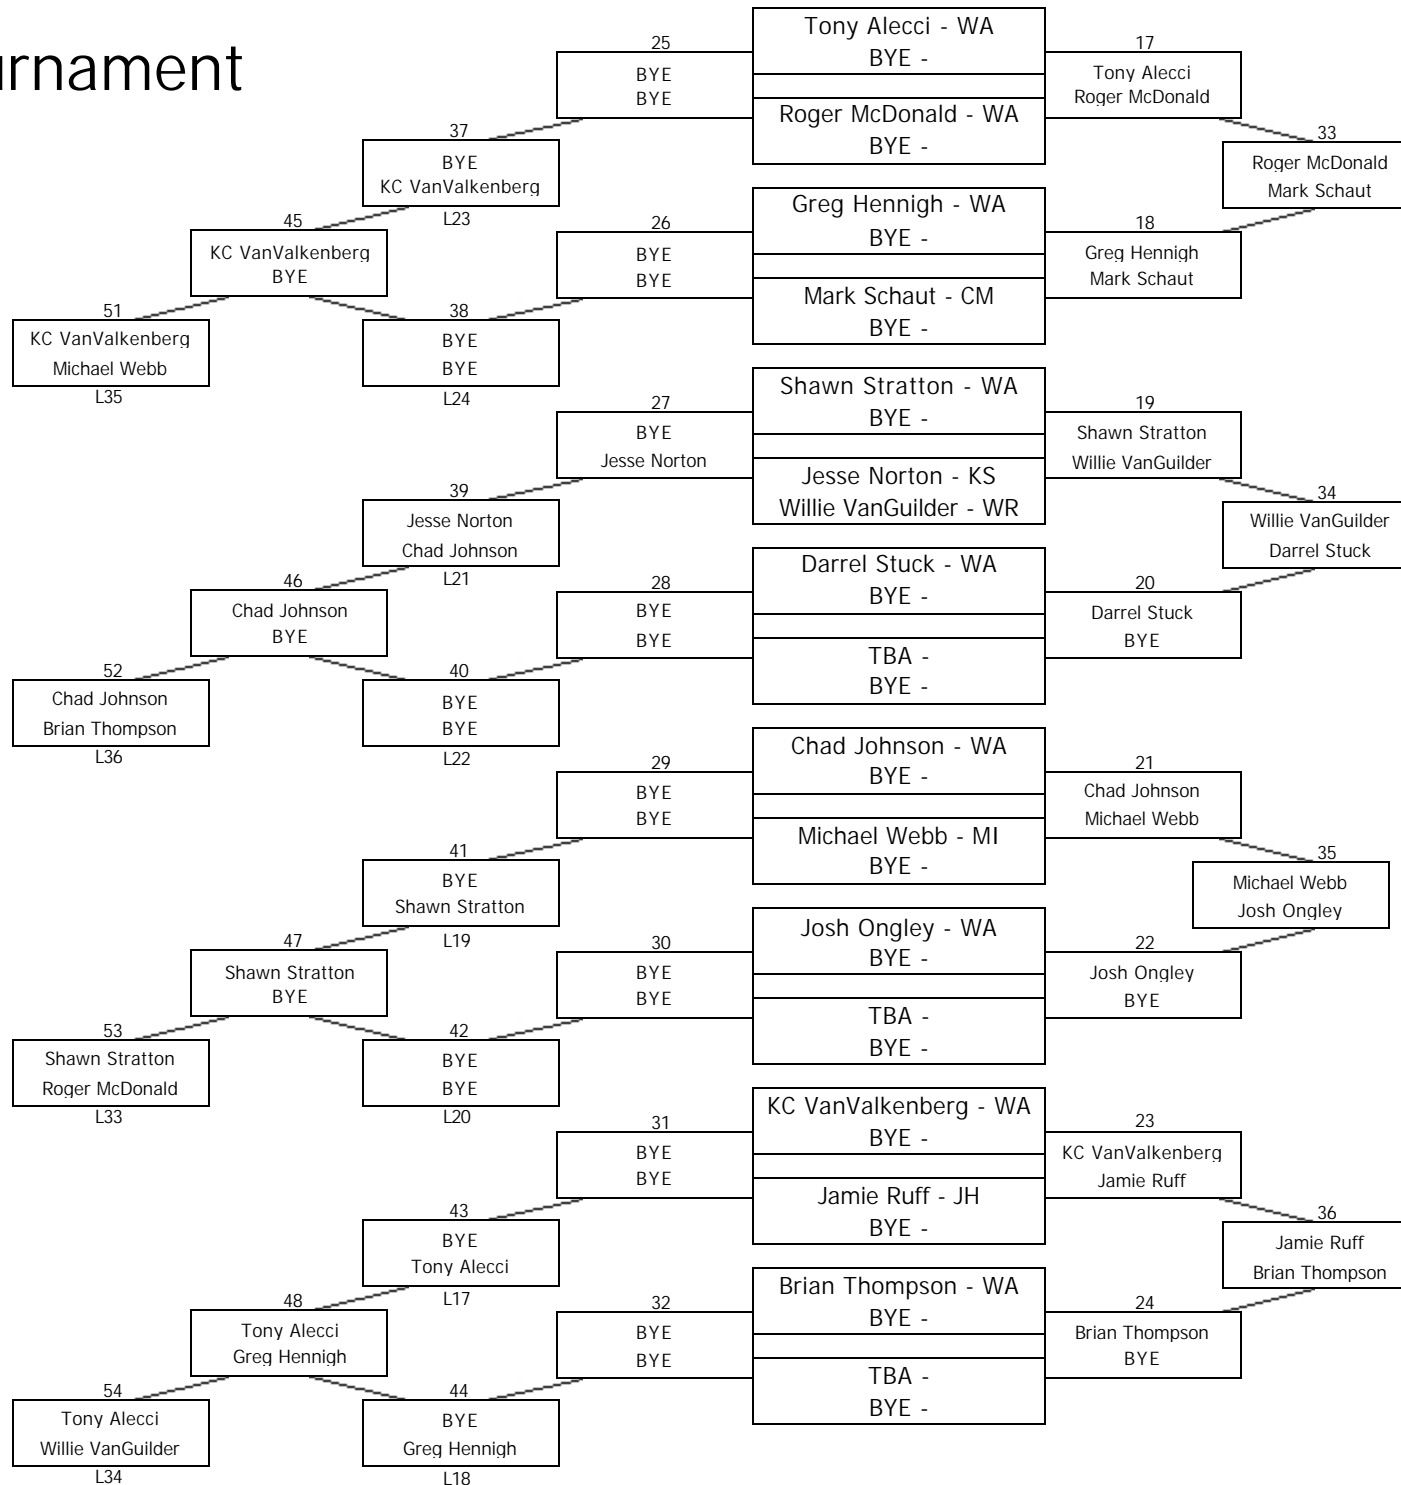 urnament
25
BYE
BYE
37
BYE
KC VanValkenberg
L23
45
KC VanValkenberg
BYE
26
BYE
BYE
51
KC VanValkenberg
Michael Webb
L35
38
BYE
BYE
L24
27
BYE
Jesse Norton
39
Jesse Norton
Chad Johnson
L21
46
Chad Johnson
BYE
28
BYE
BYE
52
Chad Johnson
Brian Thompson
L36
40
BYE
BYE
L22
29
BYE
BYE
41
BYE
Shawn Stratton
L19
47
Shawn Stratton
BYE
30
BYE
BYE
53
Shawn Stratton
Roger McDonald
L33
42
BYE
BYE
L20
31
BYE
BYE
43
BYE
Tony Alecci
L17
48
Tony Alecci
Greg Hennigh
32
BYE
BYE
54
Tony Alecci
Willie VanGuilder
L34
44
BYE
Greg Hennigh
L18
Tony Alecci - WA
BYE -
Roger McDonald - WA
BYE -
Greg Hennigh - WA
BYE -
Mark Schaut - CM
BYE -
Shawn Stratton - WA
BYE -
Jesse Norton - KS
Willie VanGuilder - WR
Darrel Stuck - WA
BYE -
TBA -
BYE -
Chad Johnson - WA
BYE -
Michael Webb - MI
BYE -
Josh Ongley - WA
BYE -
TBA -
BYE -
KC VanValkenberg - WA
BYE -
Jamie Ruff - JH
BYE -
Brian Thompson - WA
BYE -
TBA -
BYE -
17
Tony Alecci
Roger McDonald
33
Roger McDonald
Mark Schaut
18
Greg Hennigh
Mark Schaut
19
Shawn Stratton
Willie VanGuilder
34
Willie VanGuilder
Darrel Stuck
20
Darrel Stuck
BYE
21
Chad Johnson
Michael Webb
35
Michael Webb
Josh Ongley
22
Josh Ongley
BYE
23
KC VanValkenberg
Jamie Ruff
36
Jamie Ruff
Brian Thompson
24
Brian Thompson
BYE